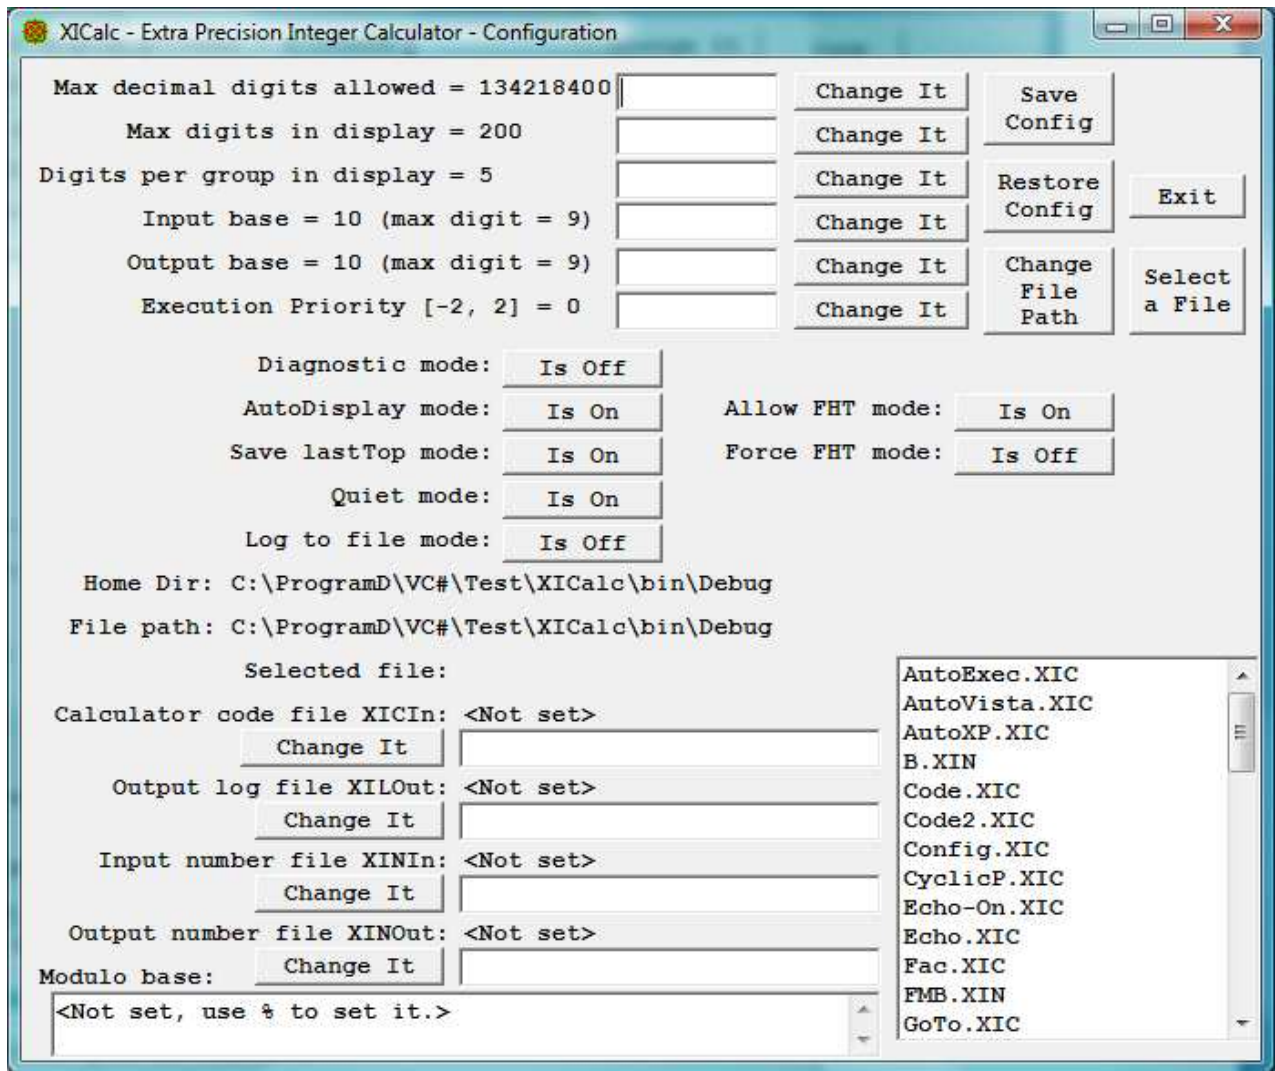 XICalc - Extra Precision Integer Calculator - Configuration
Max decimal digits allowed = 134218400 Change It
Save Config
Max digits in display = 200 Change It
Digits per group in display = 5 Change It
Restore Config
Exit
Input base = 10 (max digit = 9) Change It
Output base = 10 (max digit = 9) Change It
Change File Path
Select a File
Execution Priority [-2, 2] = 0 Change It
Diagnostic mode: Is Off
AutoDisplay mode: Is On Allow FHT mode: Is On
Save lastTop mode: Is On Force FHT mode: Is Off
Quiet mode: Is On
Log to file mode: Is Off
Home Dir: C:\ProgramD\VC#\Test\XICalc\bin\Debug
File path: C:\ProgramD\VC#\Test\XICalc\bin\Debug
Selected file:
Calculator code file XICIn: <Not set>
Change It
Output log file XILOut: <Not set>
Change It
Input number file XINIn: <Not set>
Change It
Output number file XINOut: <Not set>
Change It
Modulo base:
<Not set, use % to set it.>
AutoExec.XIC
AutoVista.XIC
AutoXP.XIC
B.XIN
Code.XIC
Code2.XIC
Config.XIC
CyclicP.XIC
Echo-On.XIC
Echo.XIC
Fac.XIC
FMB.XIN
GoTo.XIC